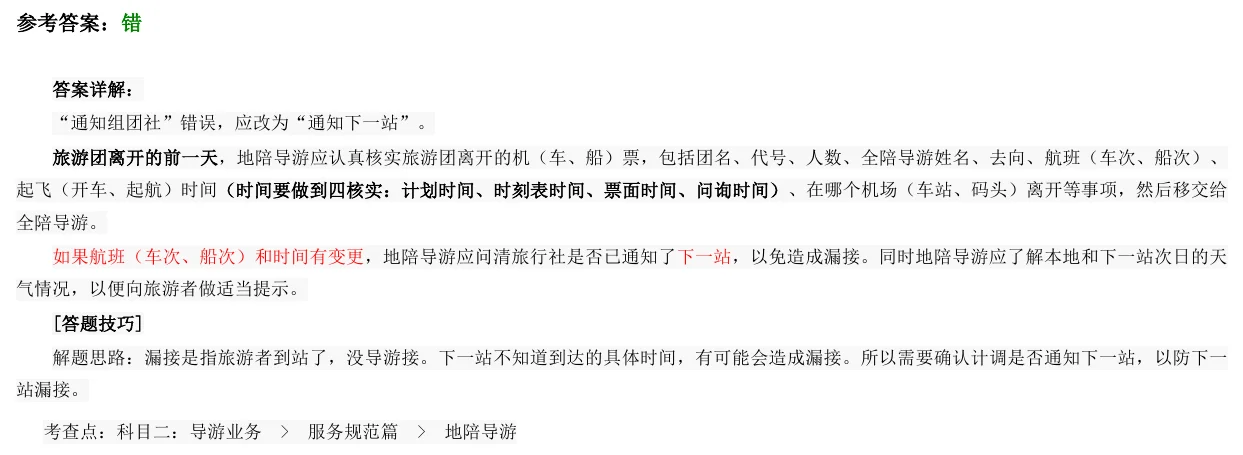 参考答案：错
答案详解：
“通知组团社”错误，应改为“通知下一站”。
旅游团离开的前一天，地陪导游应认真核实旅游团离开的机（车、船）票，包括团名、代号、人数、全陪导游姓名、去向、航班（车次、船次）、
起飞（开车、起航）时间（时间要做到四核实：计划时间、时刻表时间、票面时间、问询时间）、在哪个机场（车站、码头）离开等事项，然后移交给
全陪导游。
如果航班（车次、船次）和时间有变更，地陪导游应问清旅行社是否已通知了下一站，以免造成漏接。同时地陪导游应了解本地和下一站次日的天
气情况，以便向旅游者做适当提示。
[答题技巧]
解题思路：漏接是指旅游者到站了，没导游接。下一站不知道到达的具体时间，有可能会造成漏接。所以需要确认计调是否通知下一站，以防下一
站漏接。
考查点：科目二：导游业务 > 服务规范篇 > 地陪导游